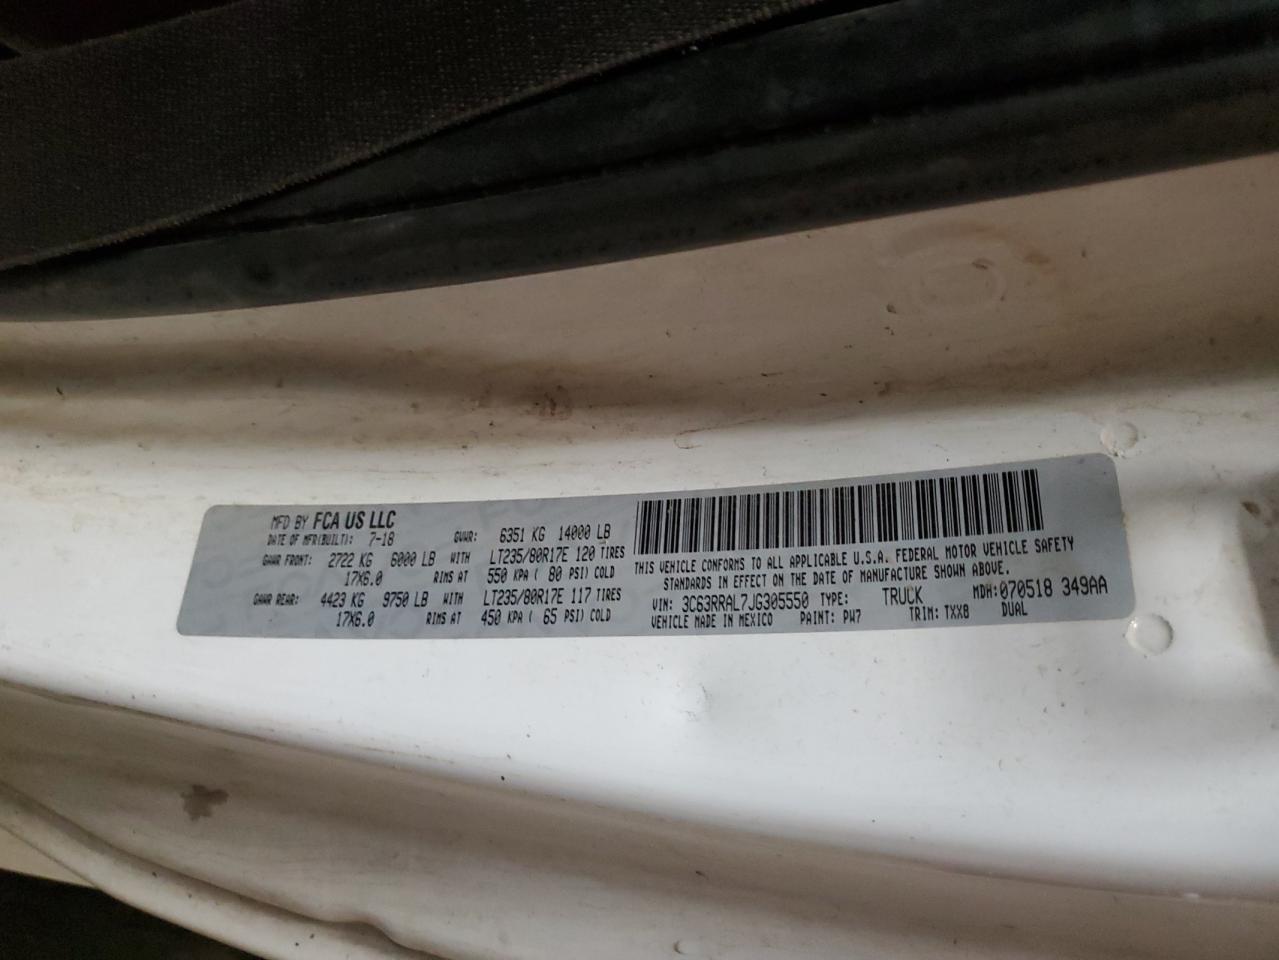 MFD BY FCA US LLC
DATE OF MFR(BUILT): 7-18 GVWR: 6351 KG 14000 LB
GAWR FRONT: 2722 KG 6000 LB WITH LT235/80R17E 120 TIRES
17X6.0 RIMS AT 550 KPA ( 80 PSI) COLD
GAWR REAR: 4423 KG 9750 LB WITH LT235/80R17E 117 TIRES
17X6.0 RIMS AT 450 KPA ( 65 PSI) COLD
THIS VEHICLE CONFORMS TO ALL APPLICABLE U.S.A. FEDERAL MOTOR VEHICLE SAFETY
STANDARDS IN EFFECT ON THE DATE OF MANUFACTURE SHOWN ABOVE.
VIN: 3C63RRAL7JG305550 TYPE: TRUCK MDH: 070518 349AA
VEHICLE MADE IN MEXICO PAINT: PW7 TRIM: TXX8 DUAL